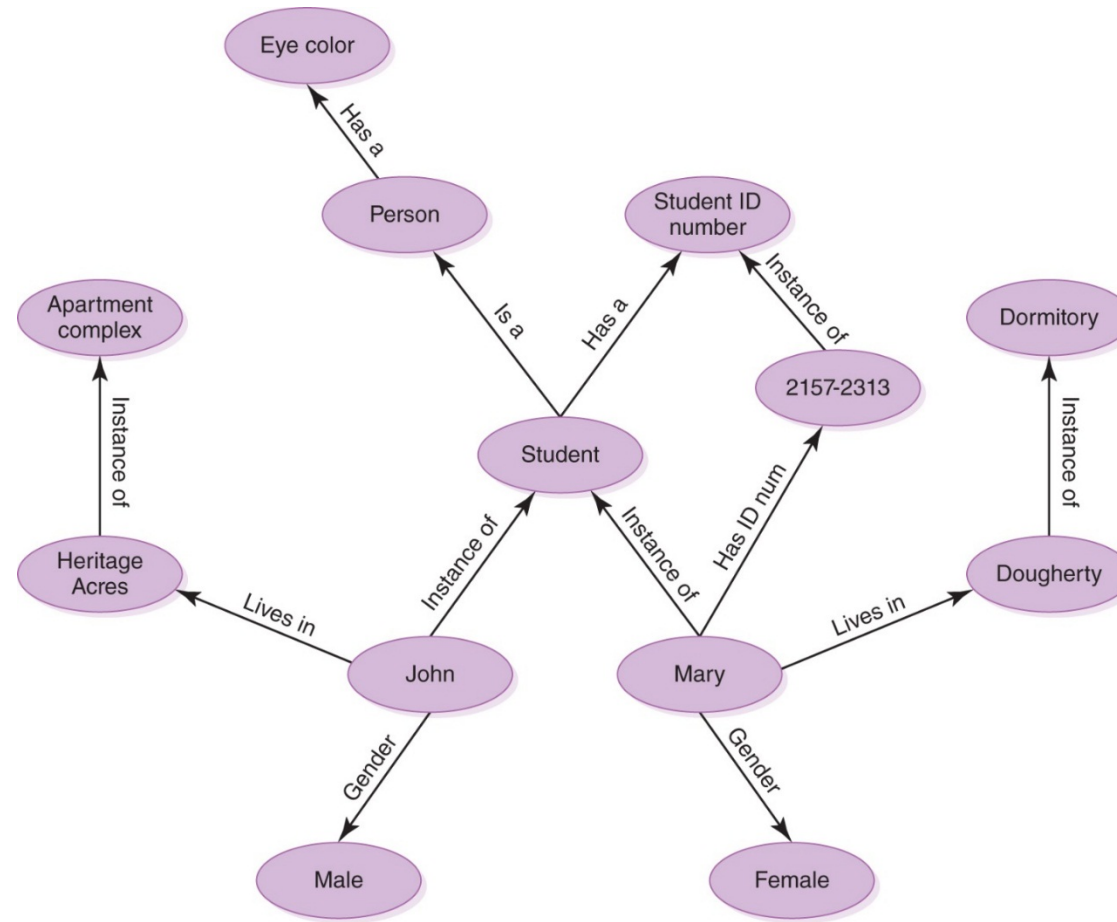 Eye color
Has a
Person
Student ID
number
Is a
Has a
Instance of
Apartment
complex
Dormitory
2157-2313
Instance of
Student
Instance of
Has ID num
Instance of
Instance of
Heritage
Acres
Dougherty
Lives in
Lives in
John
Mary
Gender
Gender
Male
Female